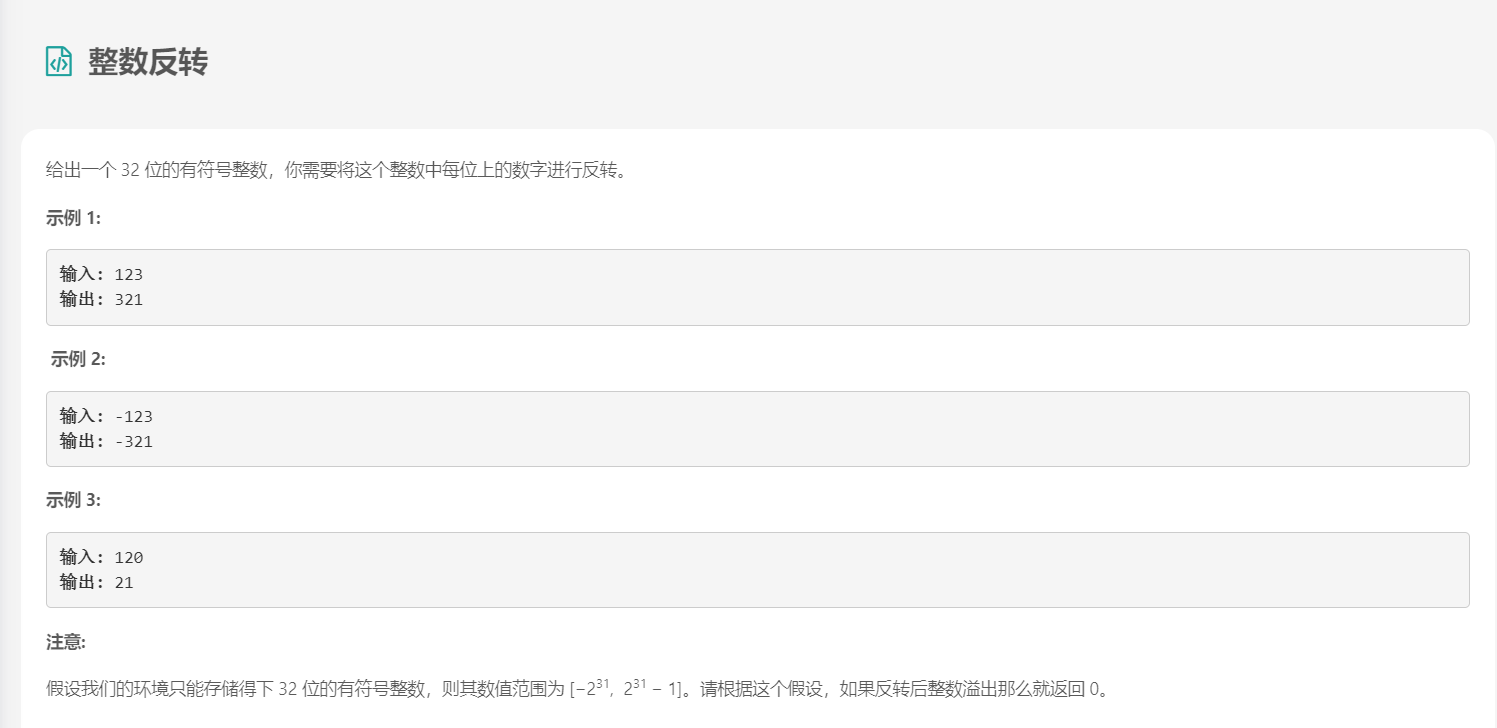 整数反转
给出一个 32 位的有符号整数，你需要将这个整数中每位上的数字进行反转。
示例 1:
输入: 123
输出: 321
示例 2:
输入: -123
输出: -321
示例 3:
输入: 120
输出: 21
注意:
假设我们的环境只能存储得下 32 位的有符号整数，则其数值范围为 [−2³¹, 2³¹ − 1]。请根据这个假设，如果反转后整数溢出那么就返回 0。